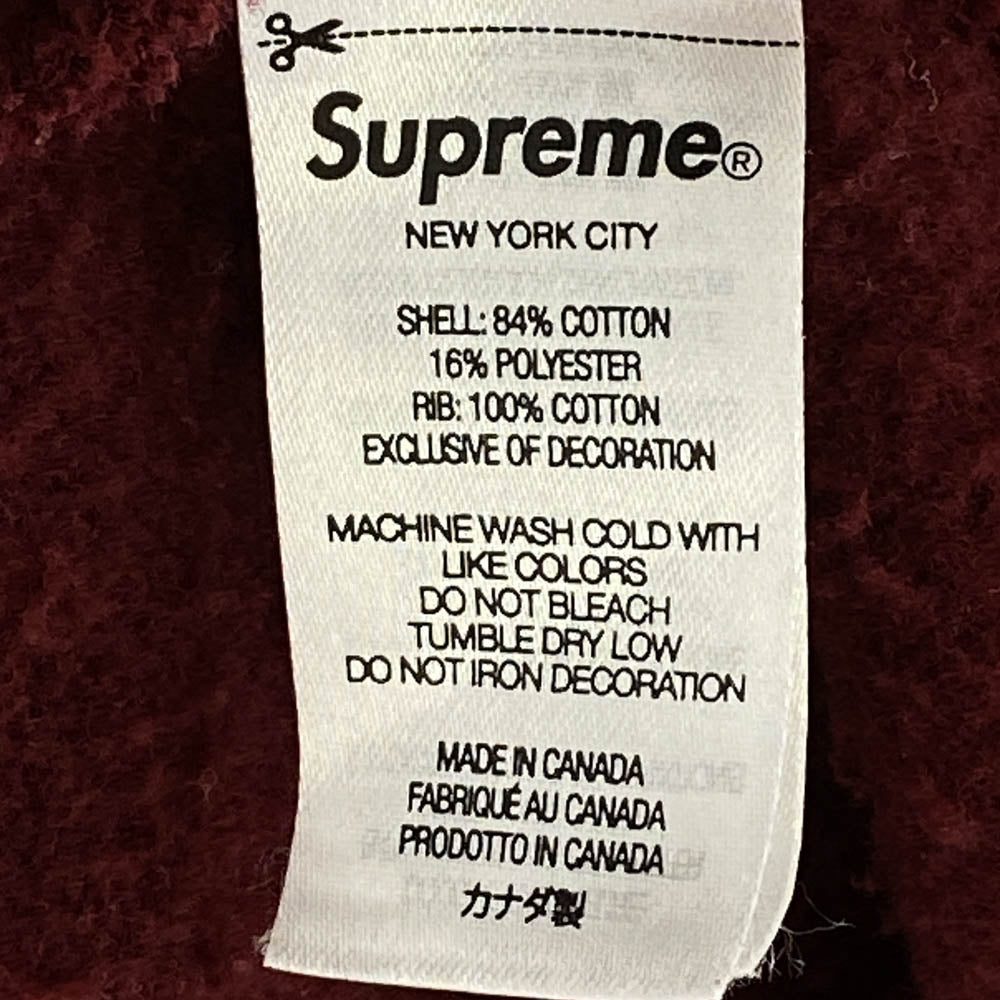 Supreme®
NEW YORK CITY
SHELL: 84% COTTON
16% POLYESTER
RIB: 100% COTTON
EXCLUSIVE OF DECORATION
MACHINE WASH COLD WITH
LIKE COLORS
DO NOT BLEACH
TUMBLE DRY LOW
DO NOT IRON DECORATION
MADE IN CANADA
FABRIQUÉ AU CANADA
PRODOTTO IN CANADA
カナダ製